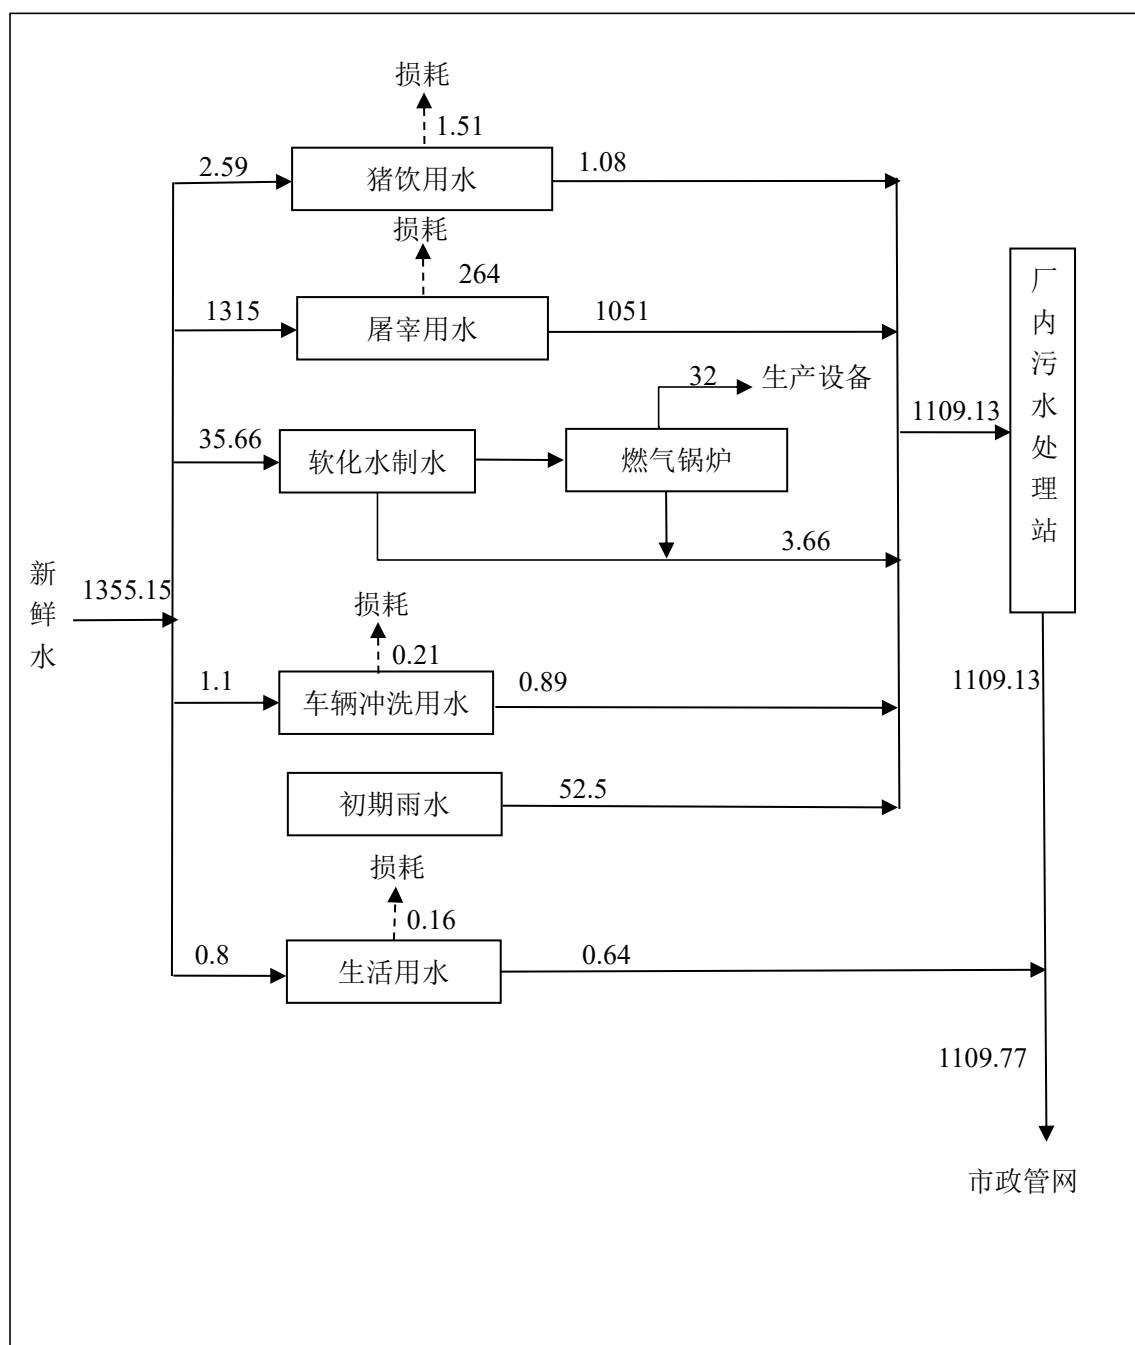 损耗
1.51
2.59
猪饮用水
1.08
损耗
264
1315
屠宰用水
1051
32
生产设备
35.66
软化水制水
燃气锅炉
3.66
1109.13
厂内污水处理站
新鲜水
1355.15
损耗
0.21
1.1
车辆冲洗用水
0.89
1109.13
初期雨水
52.5
损耗
0.16
0.8
生活用水
0.64
1109.77
市政管网